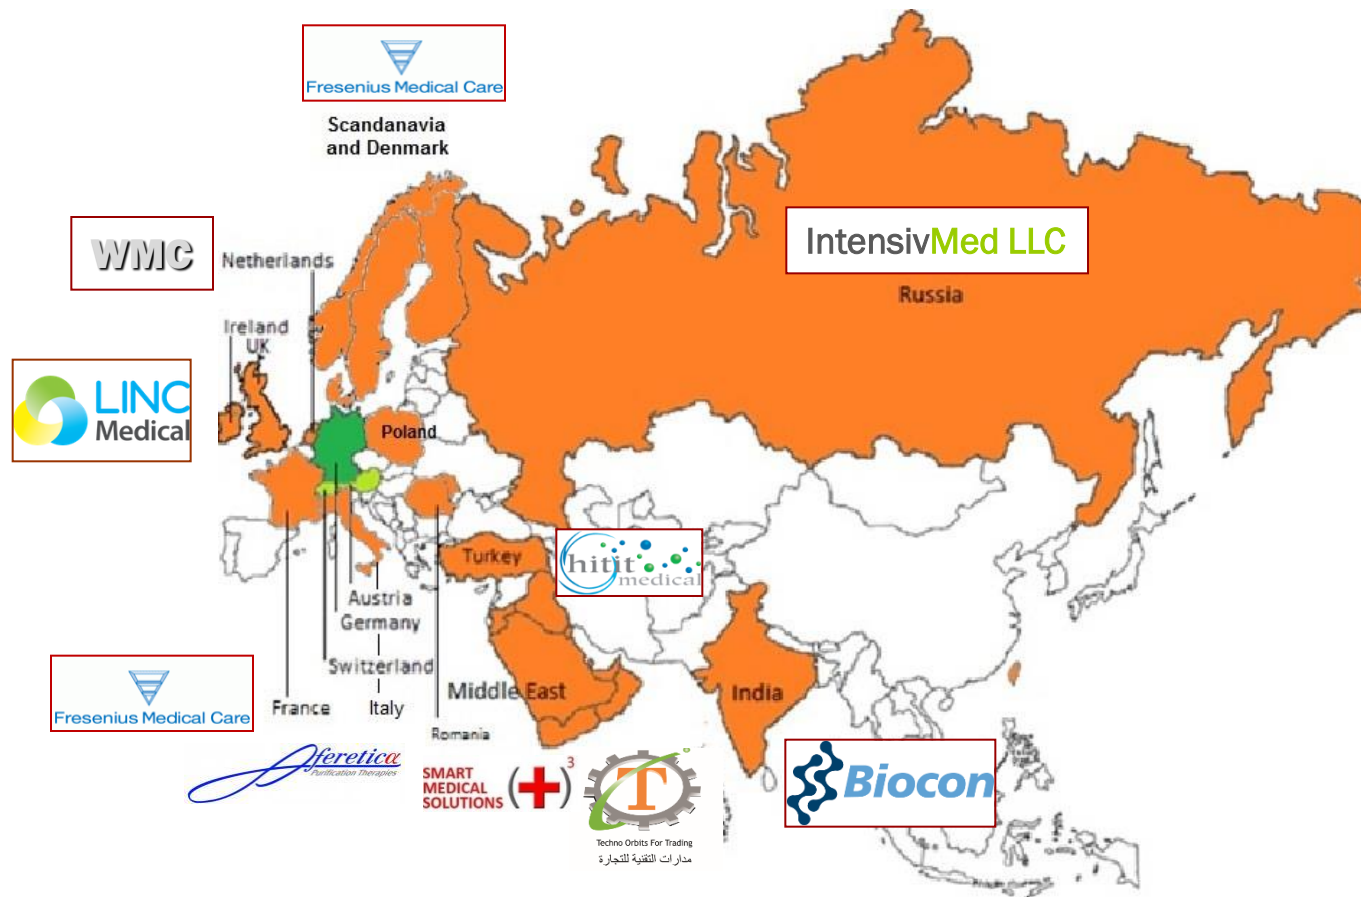 Fresenius Medical Care
Scandanavia
and Denmark
WMC
Netherlands
IntensivMed LLC
Russia
Ireland
UK
LINC
Medical
Poland
Turkey
hitit
medical
Austria
Germany
Switzerland
Middle East
India
Fresenius Medical Care
France
Italy
Romania
Aferetica
Purification Therapies
SMART
MEDICAL
SOLUTIONS
(+)3
T
Biocon
Techno Orbits For Trading
مدارات التقنية للتجارة